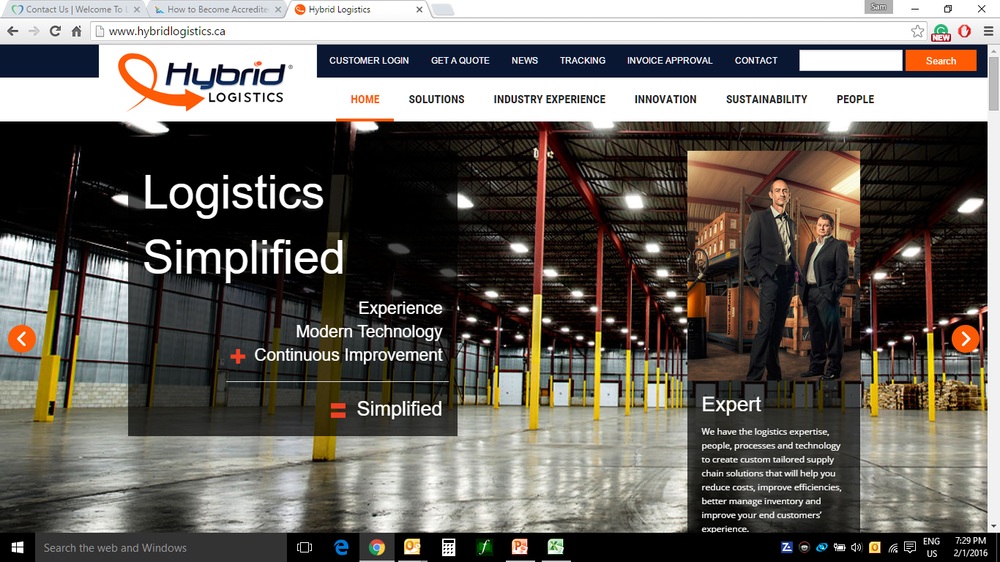 Contact Us | Welcome To
How to Become Accredite
Hybrid Logistics
Sam
www.hybridlogistics.ca
NEW
Hybrid®
LOGISTICS
CUSTOMER LOGIN
GET A QUOTE
NEWS
TRACKING
INVOICE APPROVAL
CONTACT
Search
HOME
SOLUTIONS
INDUSTRY EXPERIENCE
INNOVATION
SUSTAINABILITY
PEOPLE
Logistics
Simplified
Experience
Modern Technology
+ Continuous Improvement
= Simplified
Expert
We have the logistics expertise,
people, processes and technology
to create custom tailored supply
chain solutions that will help you
reduce costs, improve efficiencies,
better manage inventory and
improve your end customers’
experience.
Search the web and Windows
ENG
US
7:29 PM
2/1/2016